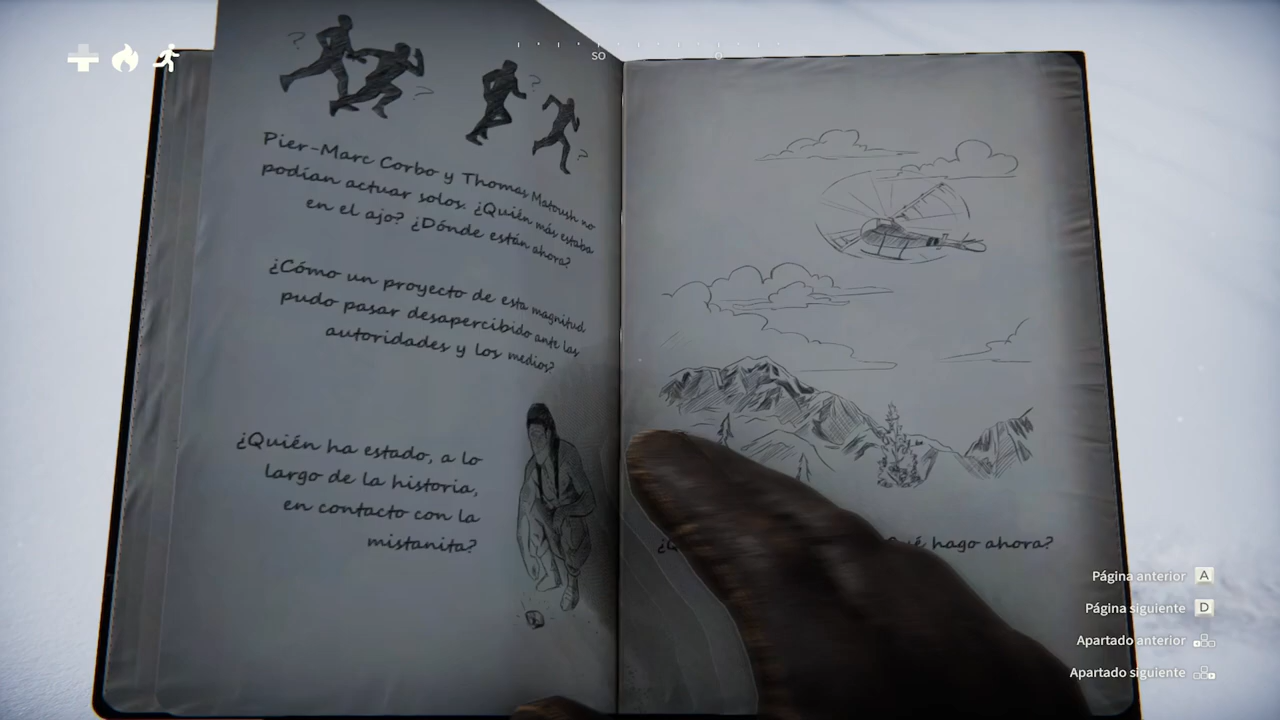 SO
O
?
?
?
?
Pier-Marc Corbo y Thomas Matoush no
podían actuar solos. ¿Quién más estaba
en el ajo? ¿Dónde están ahora?
¿Cómo un proyecto de esta magnitud
pudo pasar desapercibido ante las
autoridades y los medios?
¿Quién ha estado, a lo
largo de la historia,
en contacto con la
mistanita?
hago ahora?
Página anterior A
Página siguiente D
Apartado anterior
Apartado siguiente